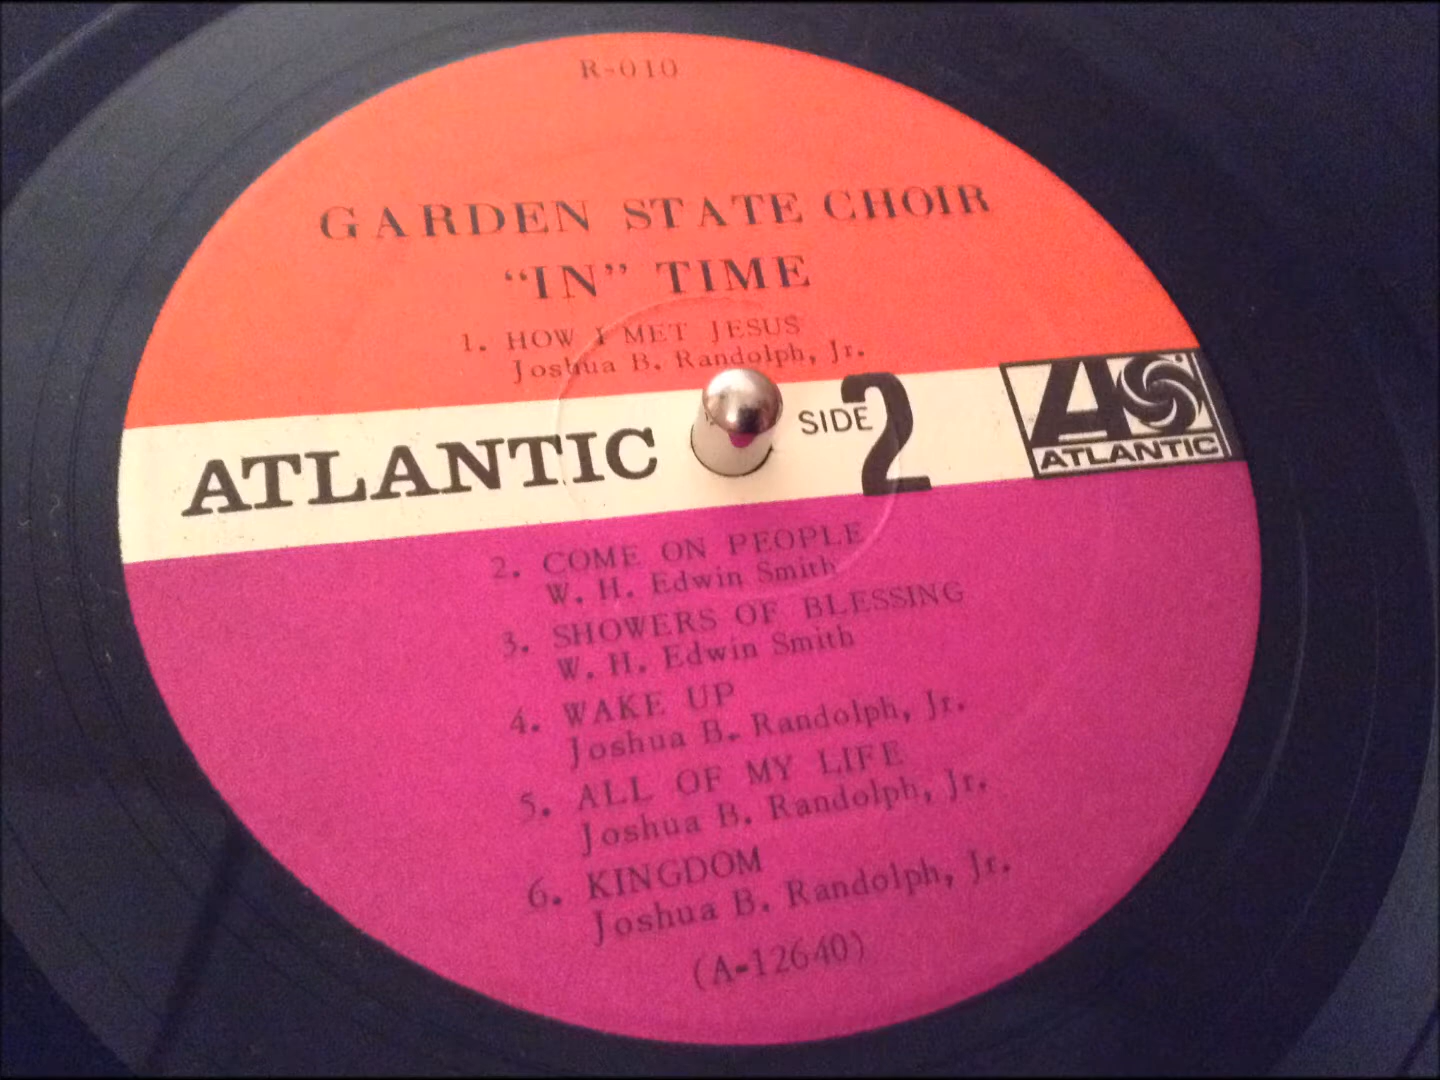 R-010
GARDEN STATE CHOIR
“IN” TIME
1. HOW I MET JESUS
Joshua B. Randolph, Jr.
ATLANTIC
SIDE 2
A
ATLANTIC
2. COME ON PEOPLE
W. H. Edwin Smith
3. SHOWERS OF BLESSING
W. H. Edwin Smith
4. WAKE UP
Joshua B. Randolph, Jr.
5. ALL OF MY LIFE
Joshua B. Randolph, Jr.
6. KINGDOM
Joshua B. Randolph, Jr.
(A-12640)